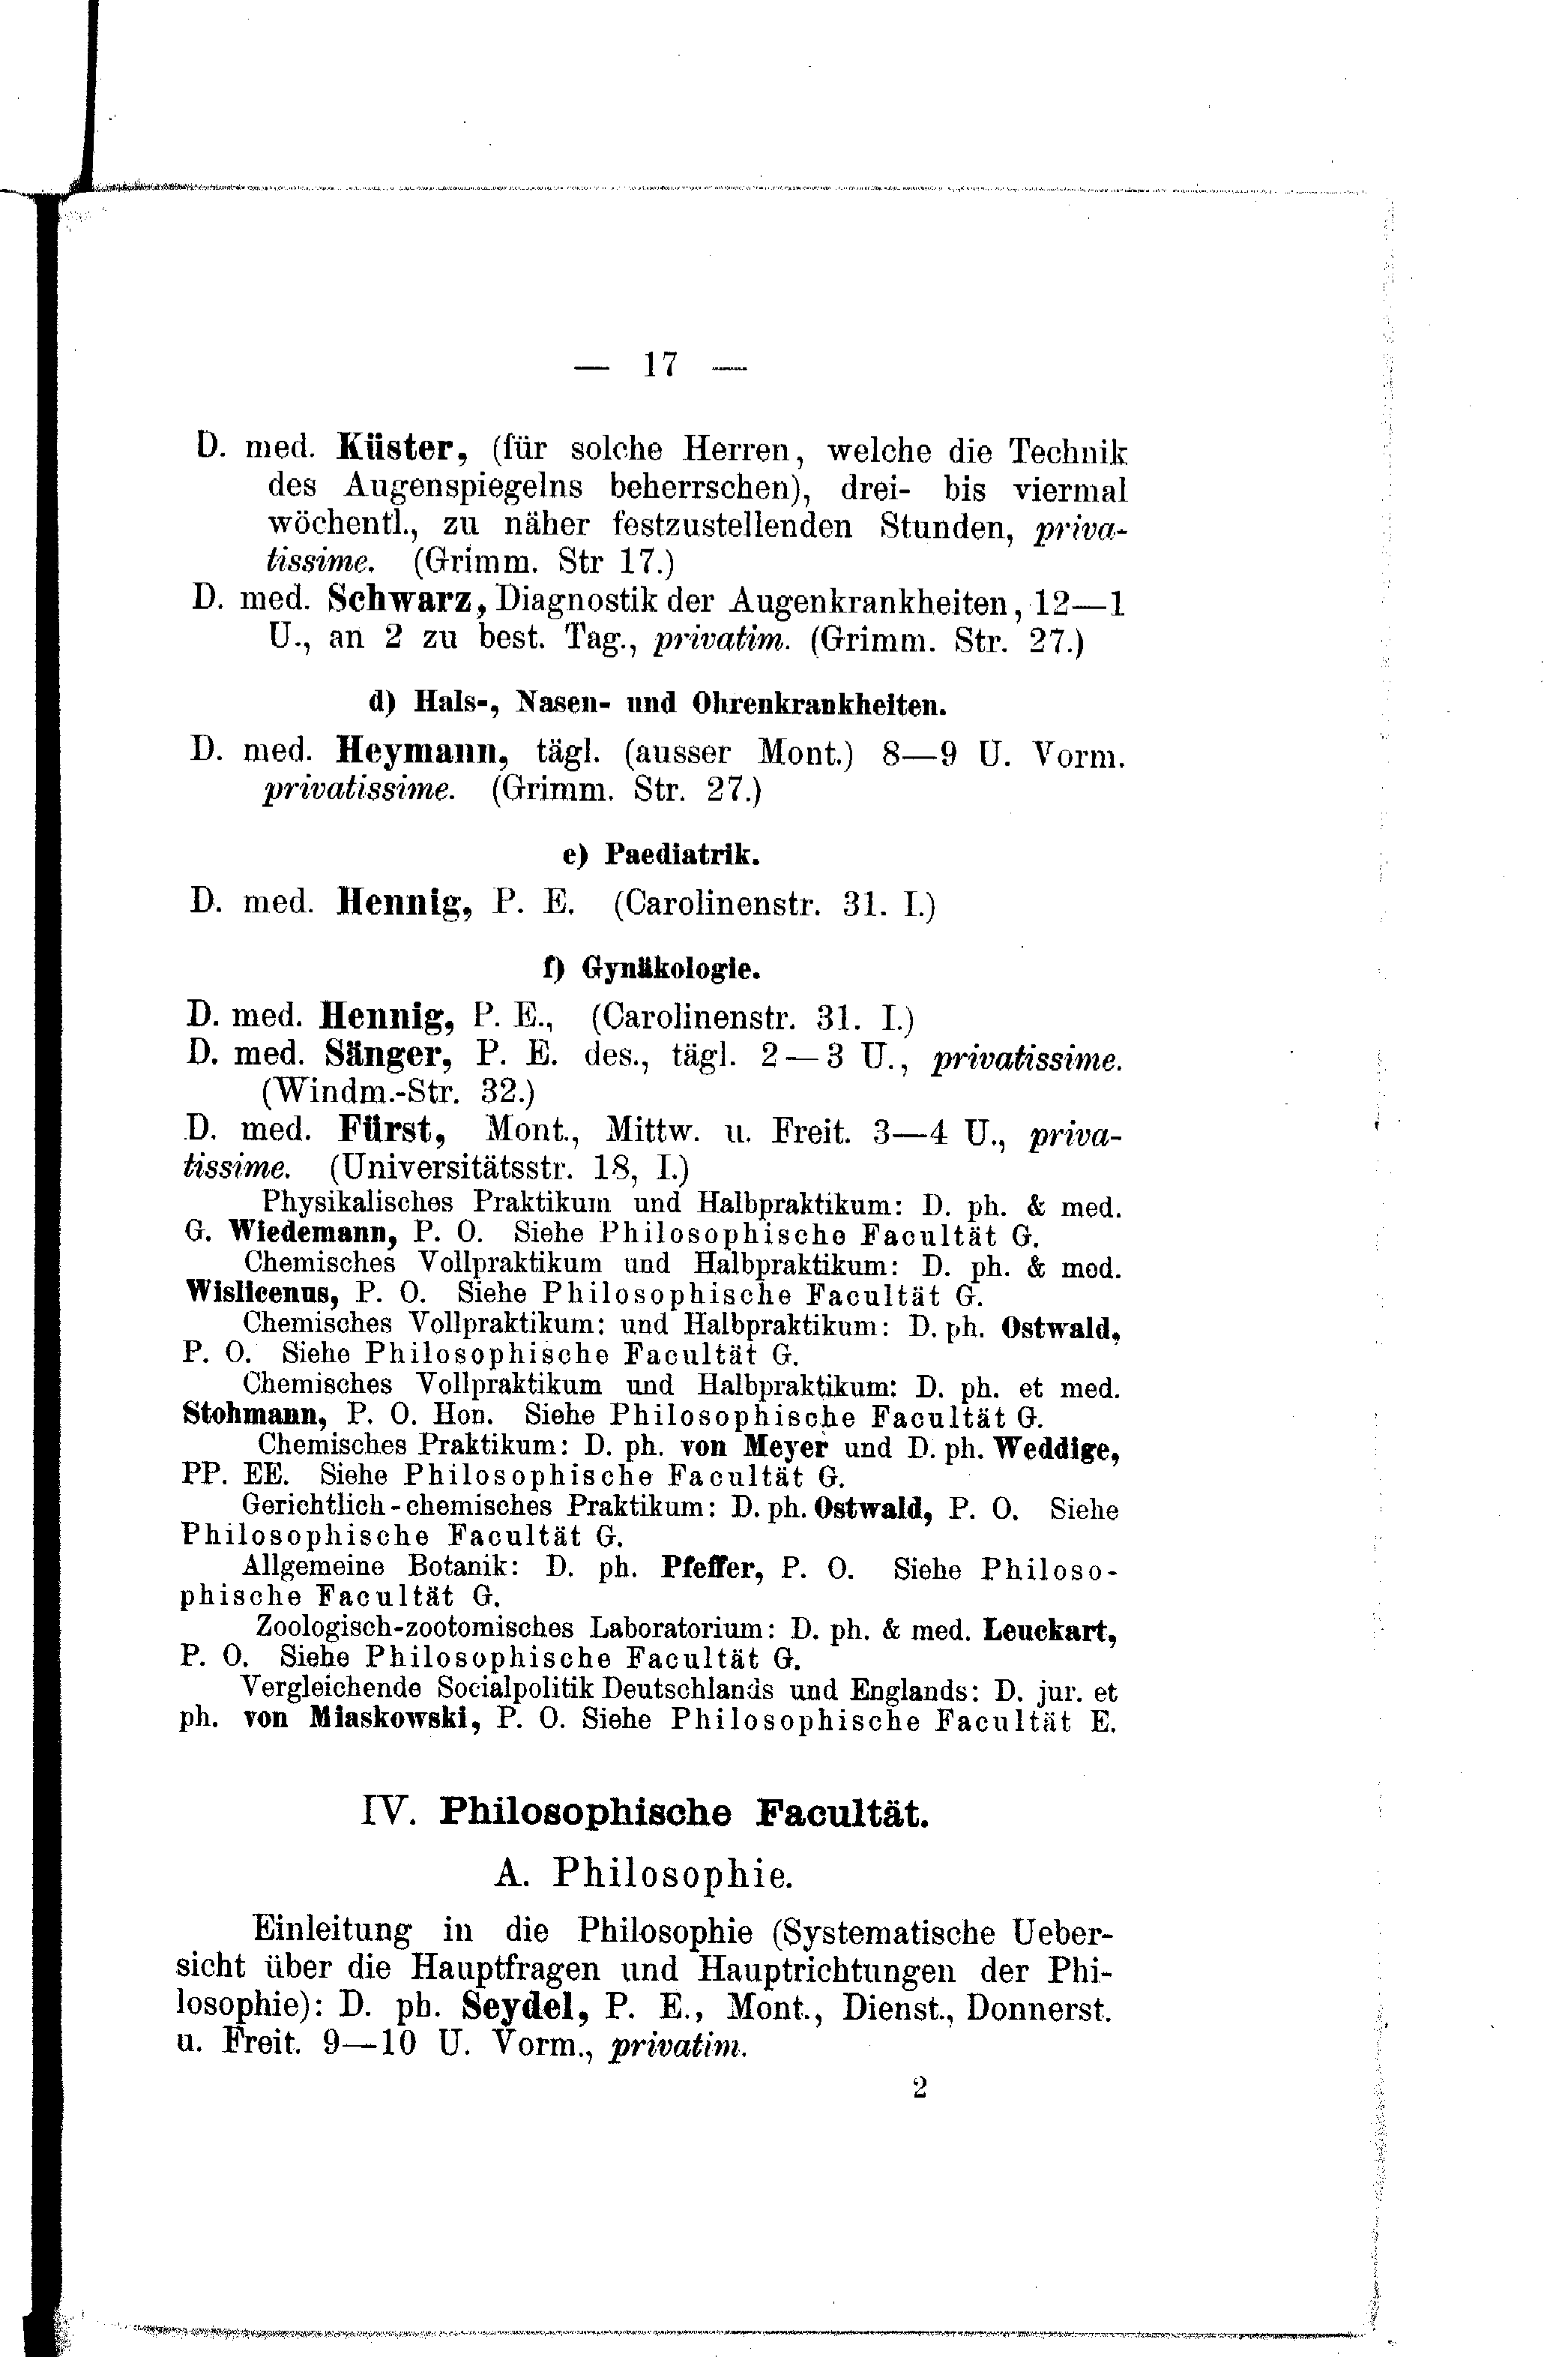 — 17 —
D. med. Küster, (für solche Herren, welche die Technik
des Augenspiegelns beherrschen), drei- bis viermal
wöchentl., zu näher festzustellenden Stunden, priva-
tissime. (Grimm. Str 17.)
D. med. Schwarz, Diagnostik der Augenkrankheiten, 12—1
U., an 2 zu best. Tag., privatim. (Grimm. Str. 27.)
d) Hals-, Nasen- und Ohrenkrankheiten.
D. med. Heymann, tägl. (ausser Mont.) 8—9 U. Vorm.
privatissime. (Grimm. Str. 27.)
e) Paediatrik.
D. med. Hennig, P. E. (Carolinenstr. 31. I.)
f) Gynäkologie.
D. med. Hennig, P. E., (Carolinenstr. 31. I.)
D. med. Sänger, P. E. des., tägl. 2—3 U., privatissime.
(Windm.-Str. 32.)
D. med. Fürst, Mont., Mittw. u. Freit. 3—4 U., priva-
tissime. (Universitätsstr. 18, I.)
Physikalisches Praktikum und Halbpraktikum: D. ph. & med.
G. Wiedemann, P. O. Siehe Philosophische Facultät G.
Chemisches Vollpraktikum und Halbpraktikum: D. ph. & med.
Wislicenus, P. O. Siehe Philosophische Facultät G.
Chemisches Vollpraktikum: und Halbpraktikum: D. ph. Ostwald,
P. O. Siehe Philosophische Facultät G.
Chemisches Vollpraktikum und Halbpraktikum: D. ph. et med.
Stohmann, P. O. Hon. Siehe Philosophische Facultät G.
Chemisches Praktikum: D. ph. von Meyer und D. ph. Weddige,
PP. EE. Siehe Philosophische Facultät G.
Gerichtlich-chemisches Praktikum: D. ph. Ostwald, P. O. Siehe
Philosophische Facultät G.
Allgemeine Botanik: D. ph. Pfeffer, P. O. Siehe Philoso-
phische Facultät G.
Zoologisch-zootomisches Laboratorium: D. ph. & med. Leuckart,
P. O. Siehe Philosophische Facultät G.
Vergleichende Socialpolitik Deutschlands und Englands: D. jur. et
ph. von Miaskowski, P. O. Siehe Philosophische Facultät E.
IV. Philosophische Facultät.
A. Philosophie.
Einleitung in die Philosophie (Systematische Ueber-
sicht über die Hauptfragen und Hauptrichtungen der Phi-
losophie): D. ph. Seydel, P. E., Mont., Dienst., Donnerst.
u. Freit. 9—10 U. Vorm., privatim.
2